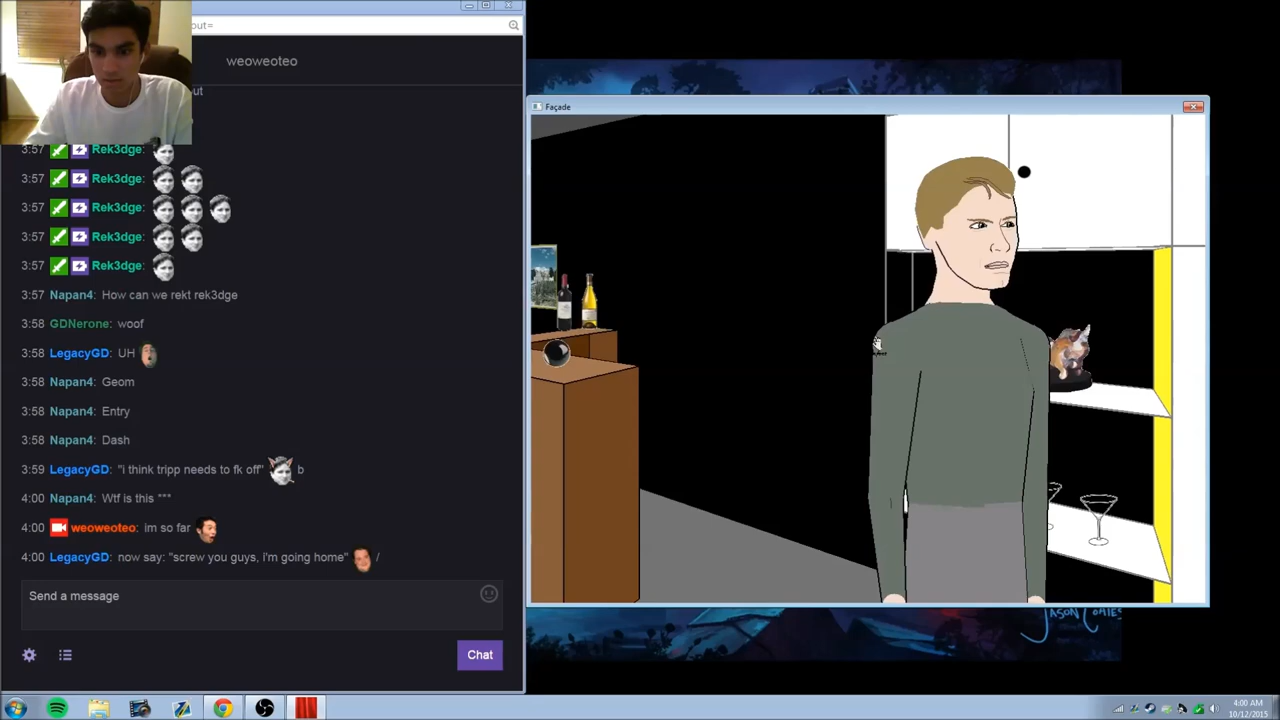 out=
weoweoteo
out
3:57 Rek3dge:
3:57 Rek3dge:
3:57 Rek3dge:
3:57 Rek3dge:
3:57 Rek3dge:
3:57 Napan4: How can we rekt rek3dge
3:58 GDNerone: woof
3:58 LegacyGD: UH
3:58 Napan4: Geom
3:58 Napan4: Entry
3:58 Napan4: Dash
3:59 LegacyGD: "i think tripp needs to fk off" b
4:00 Napan4: Wtf is this ***
4:00 weoweoteo: im so far
4:00 LegacyGD: now say: "screw you guys, i'm going home" /
Send a message
Chat
Façade
JASON COATES
4:00 AM
10/12/2015